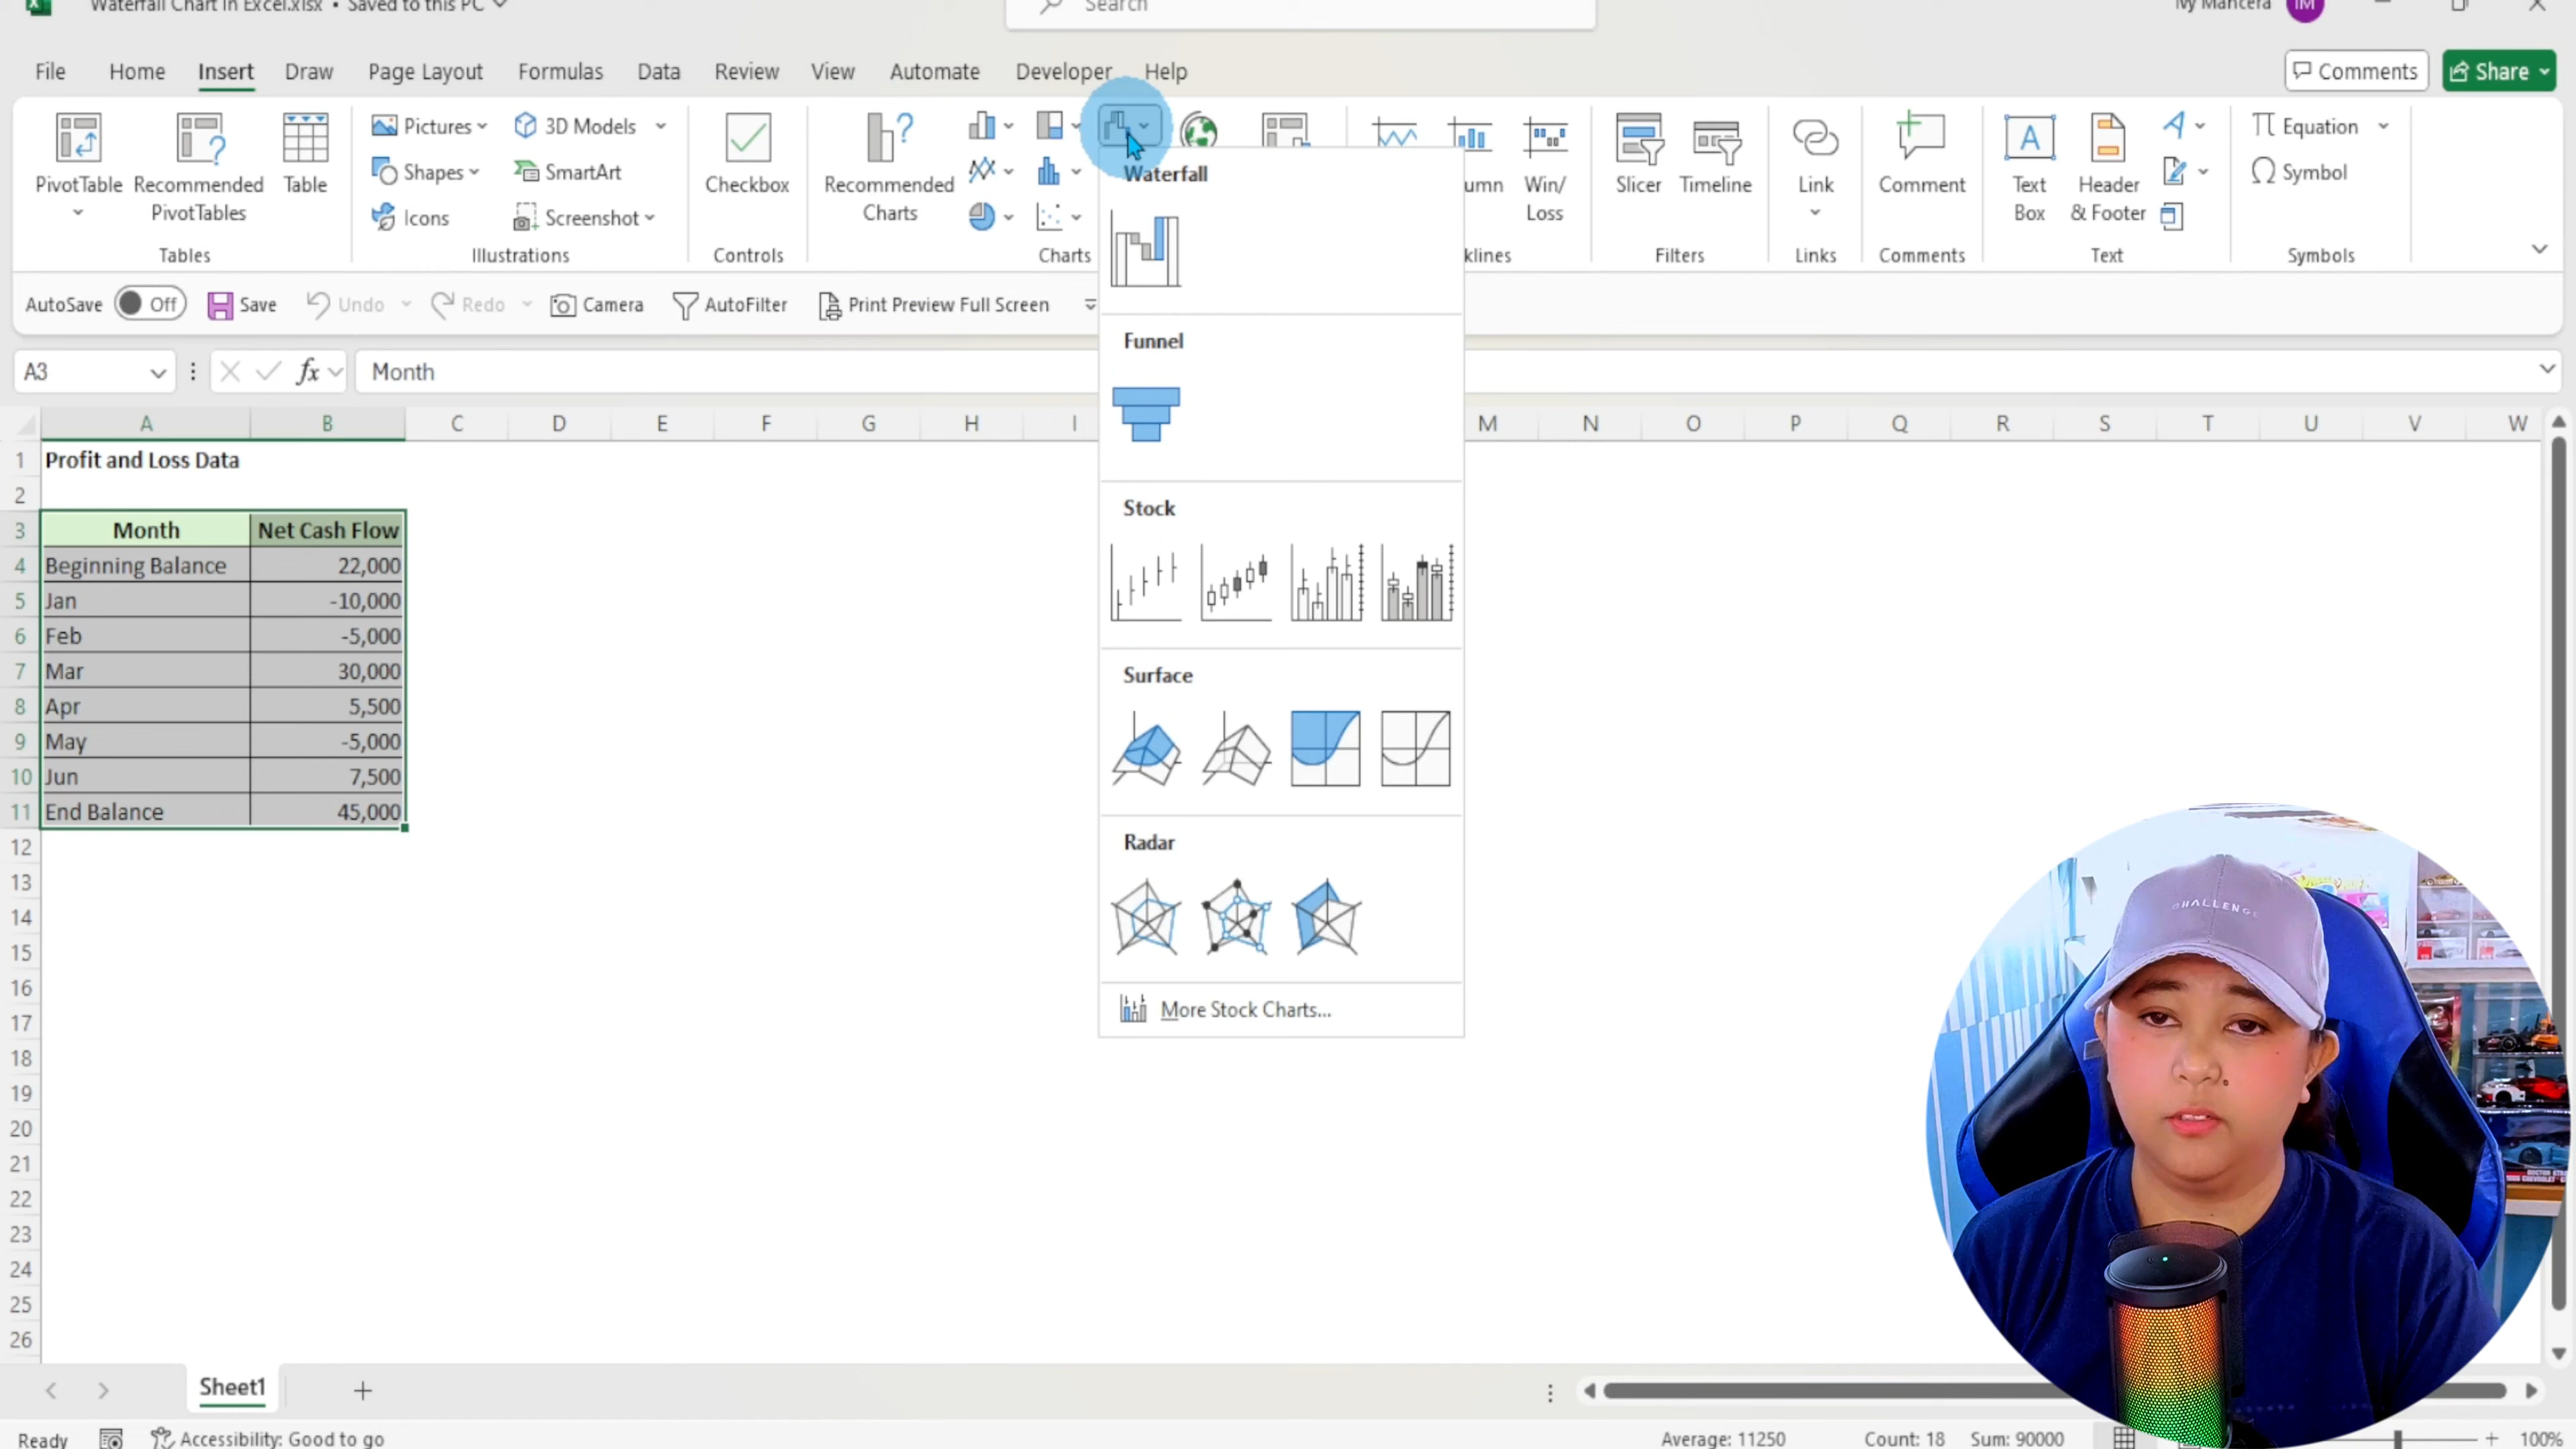 Waterfall Chart in Excel.xlsx • Saved to this PC
Search
Ivy Mancera
IM
File Home Insert Draw Page Layout Formulas Data Review View Automate Developer Help
Comments Share
PivotTable
Recommended PivotTables
Table
Tables
Pictures
Shapes
Icons
3D Models
SmartArt
Screenshot
Illustrations
Checkbox
Controls
Recommended Charts
Charts
umn
Win/ Loss
klines
Slicer
Timeline
Filters
Link
Links
Comment
Comments
Text Box
Header & Footer
Text
Equation
Symbol
Symbols
AutoSave Off Save Undo Redo Camera AutoFilter Print Preview Full Screen
A3 fx Month
Waterfall
Funnel
Stock
Surface
Radar
More Stock Charts...
A B C D E F G H I M N O P Q R S T U V W
1 Profit and Loss Data
2
3 Month Net Cash Flow
4 Beginning Balance 22,000
5 Jan -10,000
6 Feb -5,000
7 Mar 30,000
8 Apr 5,500
9 May -5,000
10 Jun 7,500
11 End Balance 45,000
12
13
14
15
16
17
18
19
20
21
22
23
24
25
26
CHALLENGE
Sheet1
Ready Accessibility: Good to go Average: 11250 Count: 18 Sum: 90000 100%